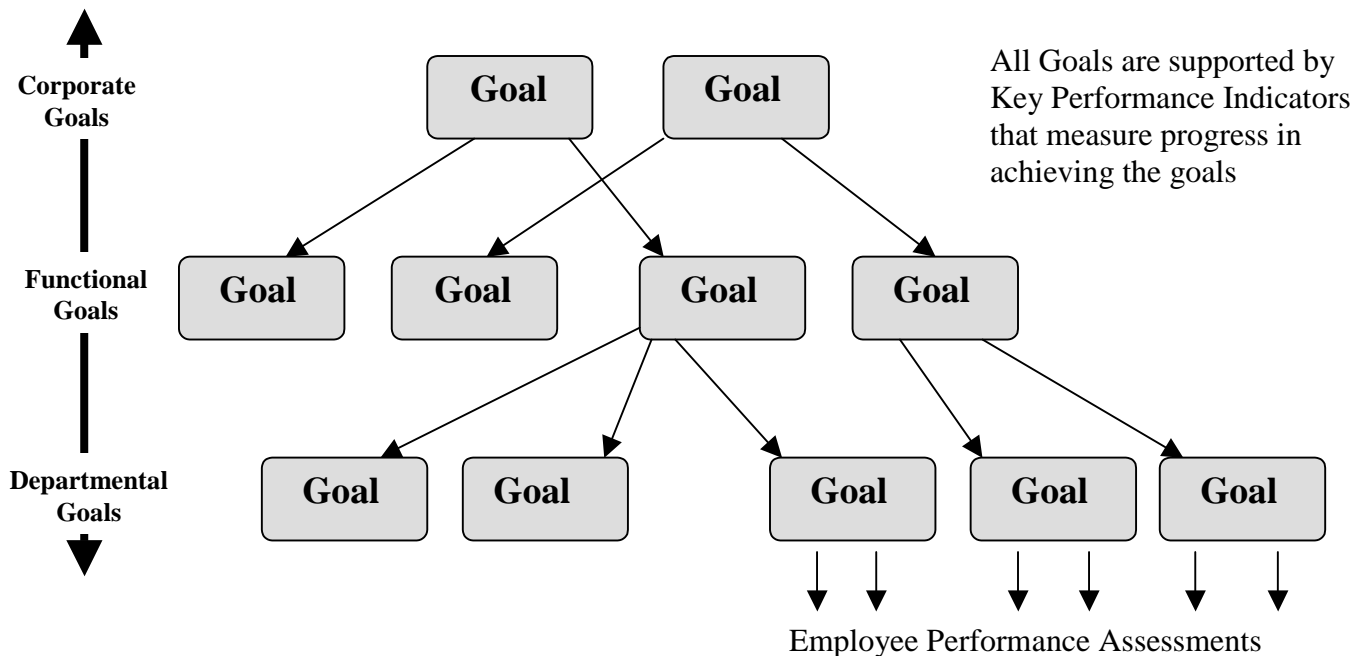 Corporate
Goals
Goal
Goal
All Goals are supported by
Key Performance Indicators
that measure progress in
achieving the goals
Functional
Goals
Goal
Goal
Goal
Goal
Departmental
Goals
Goal
Goal
Goal
Goal
Goal
Employee Performance Assessments